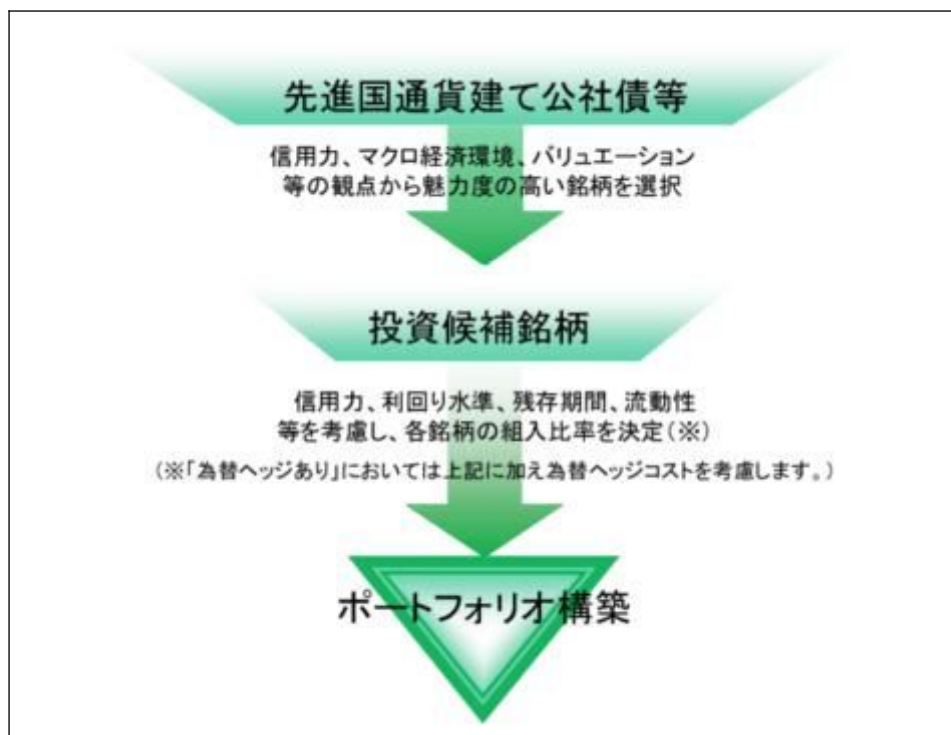 先進国通貨建て公社債等
信用力、マクロ経済環境、バリュエーション
等の観点から魅力度の高い銘柄を選択
投資候補銘柄
信用力、利回り水準、残存期間、流動性
等を考慮し、各銘柄の組入比率を決定(※)
(※「為替ヘッジあり」においては上記に加え為替ヘッジコストを考慮します。)
ポートフォリオ構築